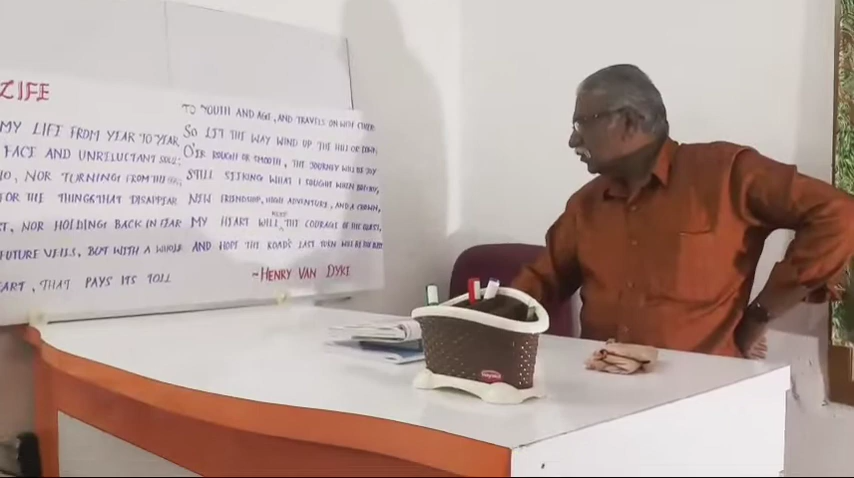 LIFE
MY LIFE FROM YEAR TO YEAR,
FACE AND UNRELUCTANT SOUL;
, NOR TURNING FROM THE
FOR THE THINGS THAT DISAPPEAR
, NOR HOLDING BACK IN FEAR
FUTURE VEILS, BUT WITH A WHOLE
, THAT PAYS ITS TOLL
TO YOUTH AND AGE, AND TRAVELS ON WITH
SO LET THE WAY WIND UP THE HILL OR DOWN,
O'ER ROUGH OR SMOOTH, THE JOURNEY WILL BE JOY
STILL SEEKING WHAT I SOUGHT WHEN BUT A BOY,
NEW FRIENDSHIP, HIGH ADVENTURE, AND A CROWN,
MY HEART WILL KEEP THE COURAGE OF THE QUEST,
AND HOPE THE ROAD'S LAST TURN WILL BE THE BEST
~HENRY VAN DYKE